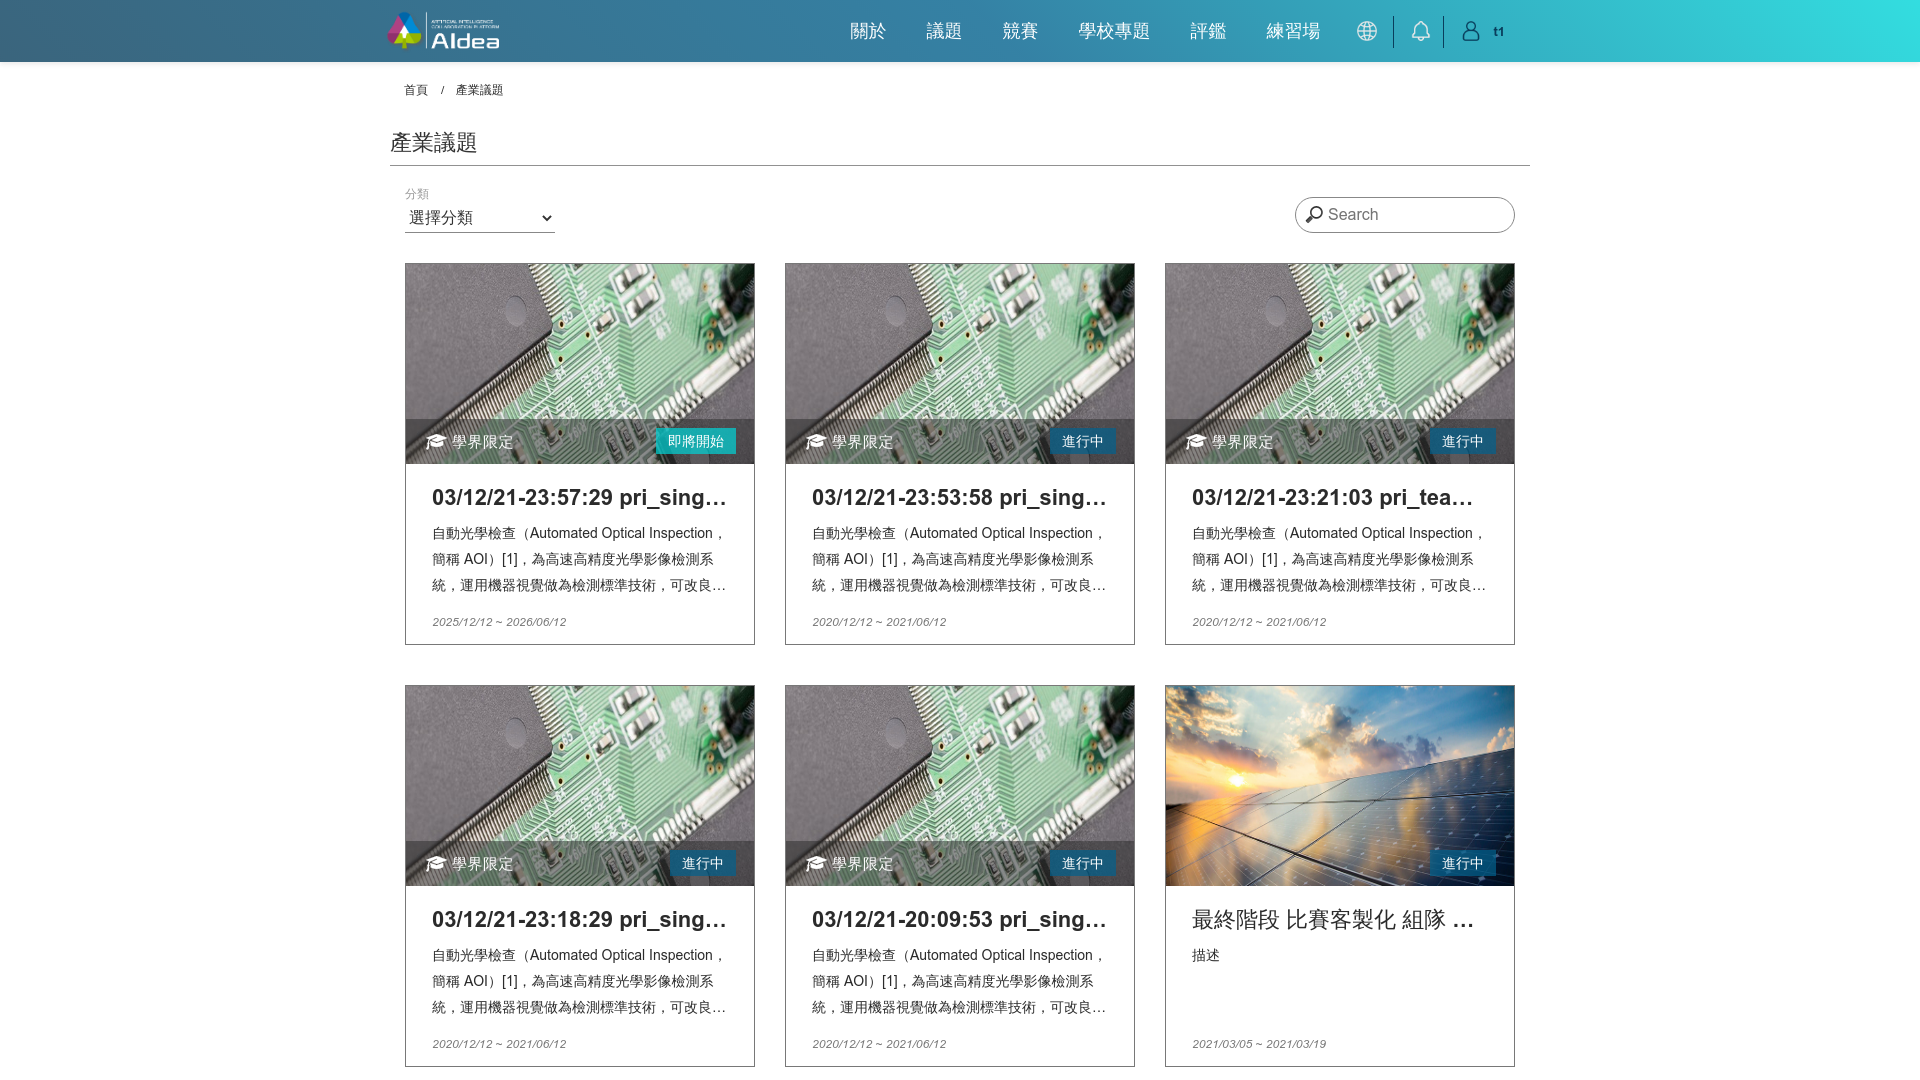 ARTIFICIAL INTELLIGENCE
COLLABORATION PLATFORM
AIdea
關於
議題
競賽
學校專題
評鑑
練習場
t1
首頁 / 產業議題
產業議題
分類
選擇分類
Search
學界限定 即將開始
03/12/21-23:57:29 pri_sing…
自動光學檢查（Automated Optical Inspection，
簡稱 AOI）[1]，為高速高精度光學影像檢測系
統，運用機器視覺做為檢測標準技術，可改良…
2025/12/12 ~ 2026/06/12
學界限定 進行中
03/12/21-23:53:58 pri_sing…
自動光學檢查（Automated Optical Inspection，
簡稱 AOI）[1]，為高速高精度光學影像檢測系
統，運用機器視覺做為檢測標準技術，可改良…
2020/12/12 ~ 2021/06/12
學界限定 進行中
03/12/21-23:21:03 pri_tea…
自動光學檢查（Automated Optical Inspection，
簡稱 AOI）[1]，為高速高精度光學影像檢測系
統，運用機器視覺做為檢測標準技術，可改良…
2020/12/12 ~ 2021/06/12
學界限定 進行中
03/12/21-23:18:29 pri_sing…
自動光學檢查（Automated Optical Inspection，
簡稱 AOI）[1]，為高速高精度光學影像檢測系
統，運用機器視覺做為檢測標準技術，可改良…
2020/12/12 ~ 2021/06/12
學界限定 進行中
03/12/21-20:09:53 pri_sing…
自動光學檢查（Automated Optical Inspection，
簡稱 AOI）[1]，為高速高精度光學影像檢測系
統，運用機器視覺做為檢測標準技術，可改良…
2020/12/12 ~ 2021/06/12
進行中
最終階段 比賽客製化 組隊 …
描述
2021/03/05 ~ 2021/03/19